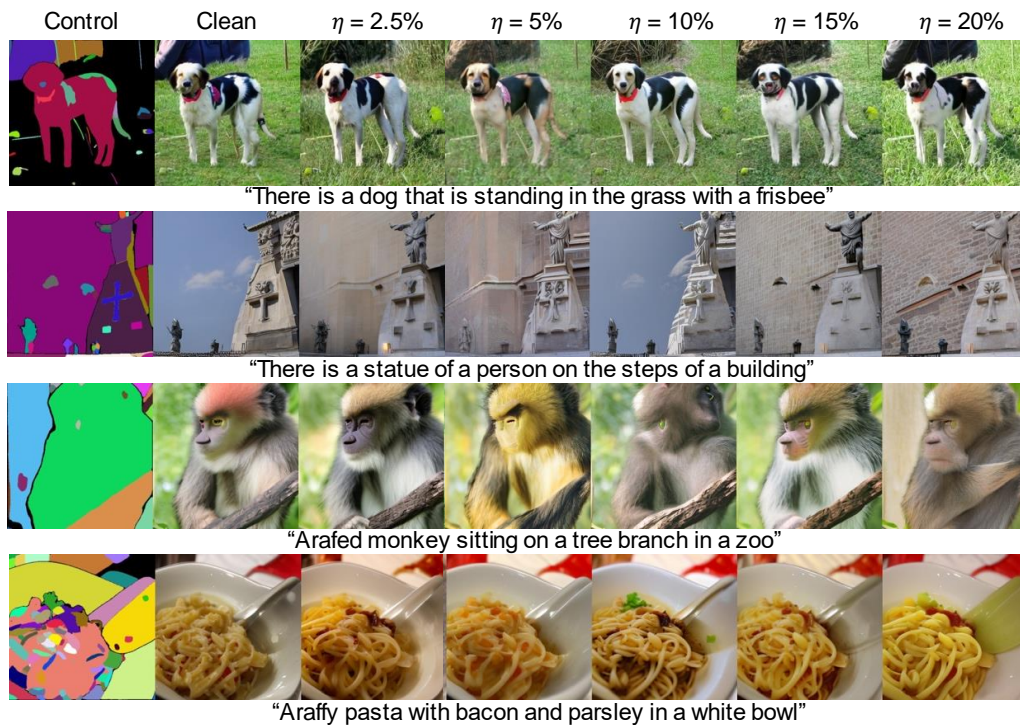 Control Clean η = 2.5% η = 5% η = 10% η = 15% η = 20%
“There is a dog that is standing in the grass with a frisbee”
“There is a statue of a person on the steps of a building”
“Arafed monkey sitting on a tree branch in a zoo”
“Araffy pasta with bacon and parsley in a white bowl”